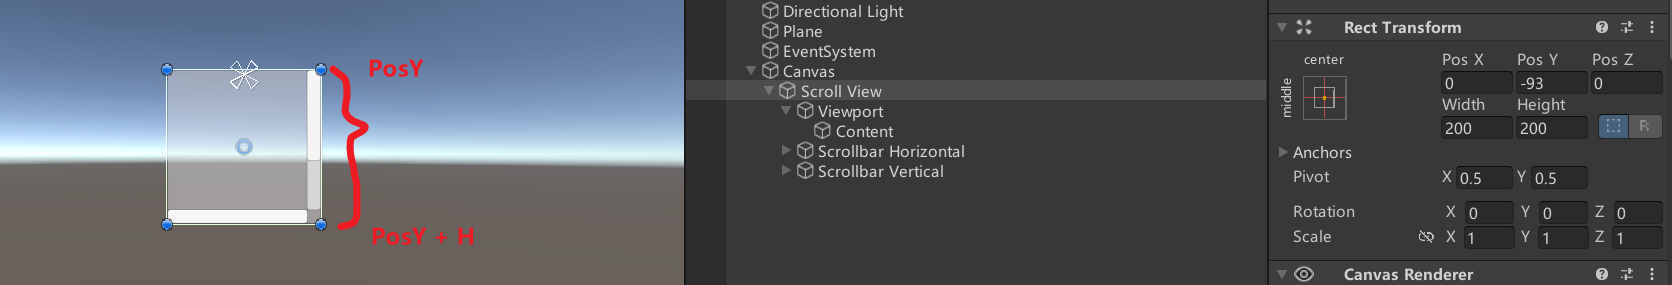 PosY
PosY + H
Directional Light
Plane
EventSystem
Canvas
Scroll View
Viewport
Content
Scrollbar Horizontal
Scrollbar Vertical
Rect Transform
center
middle
Pos X Pos Y Pos Z
0 -93 0
Width Height
200 200 R
Anchors
Pivot X 0.5 Y 0.5
Rotation X 0 Y 0 Z 0
Scale X 1 Y 1 Z 1
Canvas Renderer